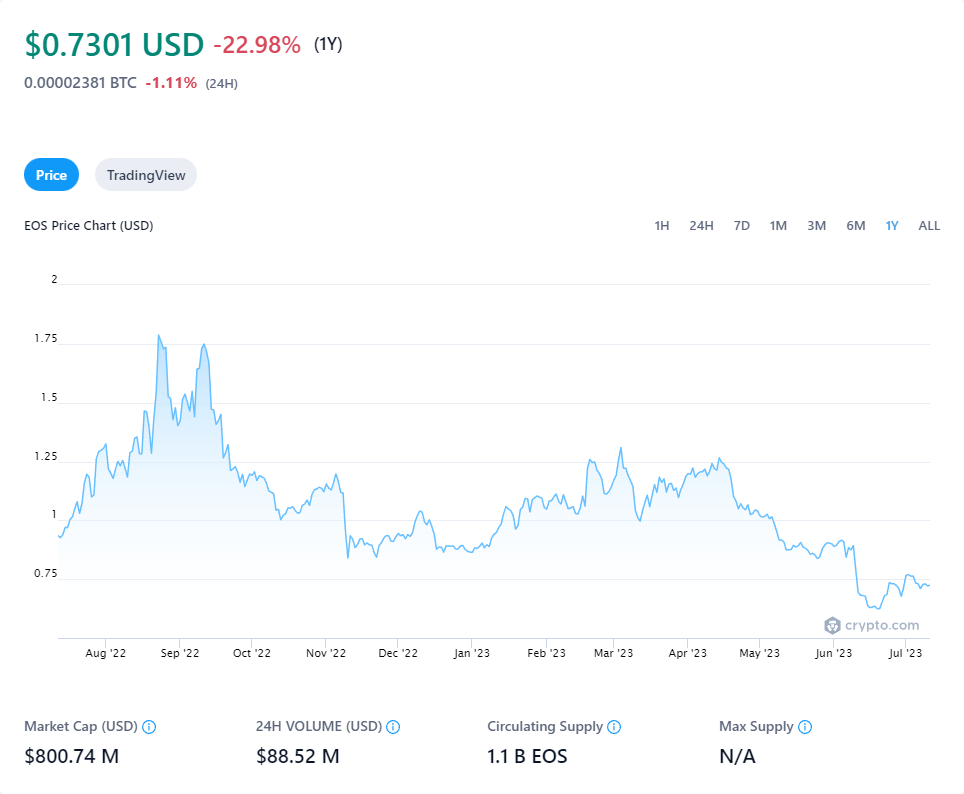 $0.7301 USD -22.98% (1Y)
0.00002381 BTC -1.11% (24H)
Price TradingView
EOS Price Chart (USD) 1H 24H 7D 1M 3M 6M 1Y ALL
2
1.75
1.5
1.25
1
0.75
crypto.com
Aug '22 Sep '22 Oct '22 Nov '22 Dec '22 Jan '23 Feb '23 Mar '23 Apr '23 May '23 Jun '23 Jul '23
Market Cap (USD) 24H VOLUME (USD) Circulating Supply Max Supply
$800.74 M $88.52 M 1.1 B EOS N/A